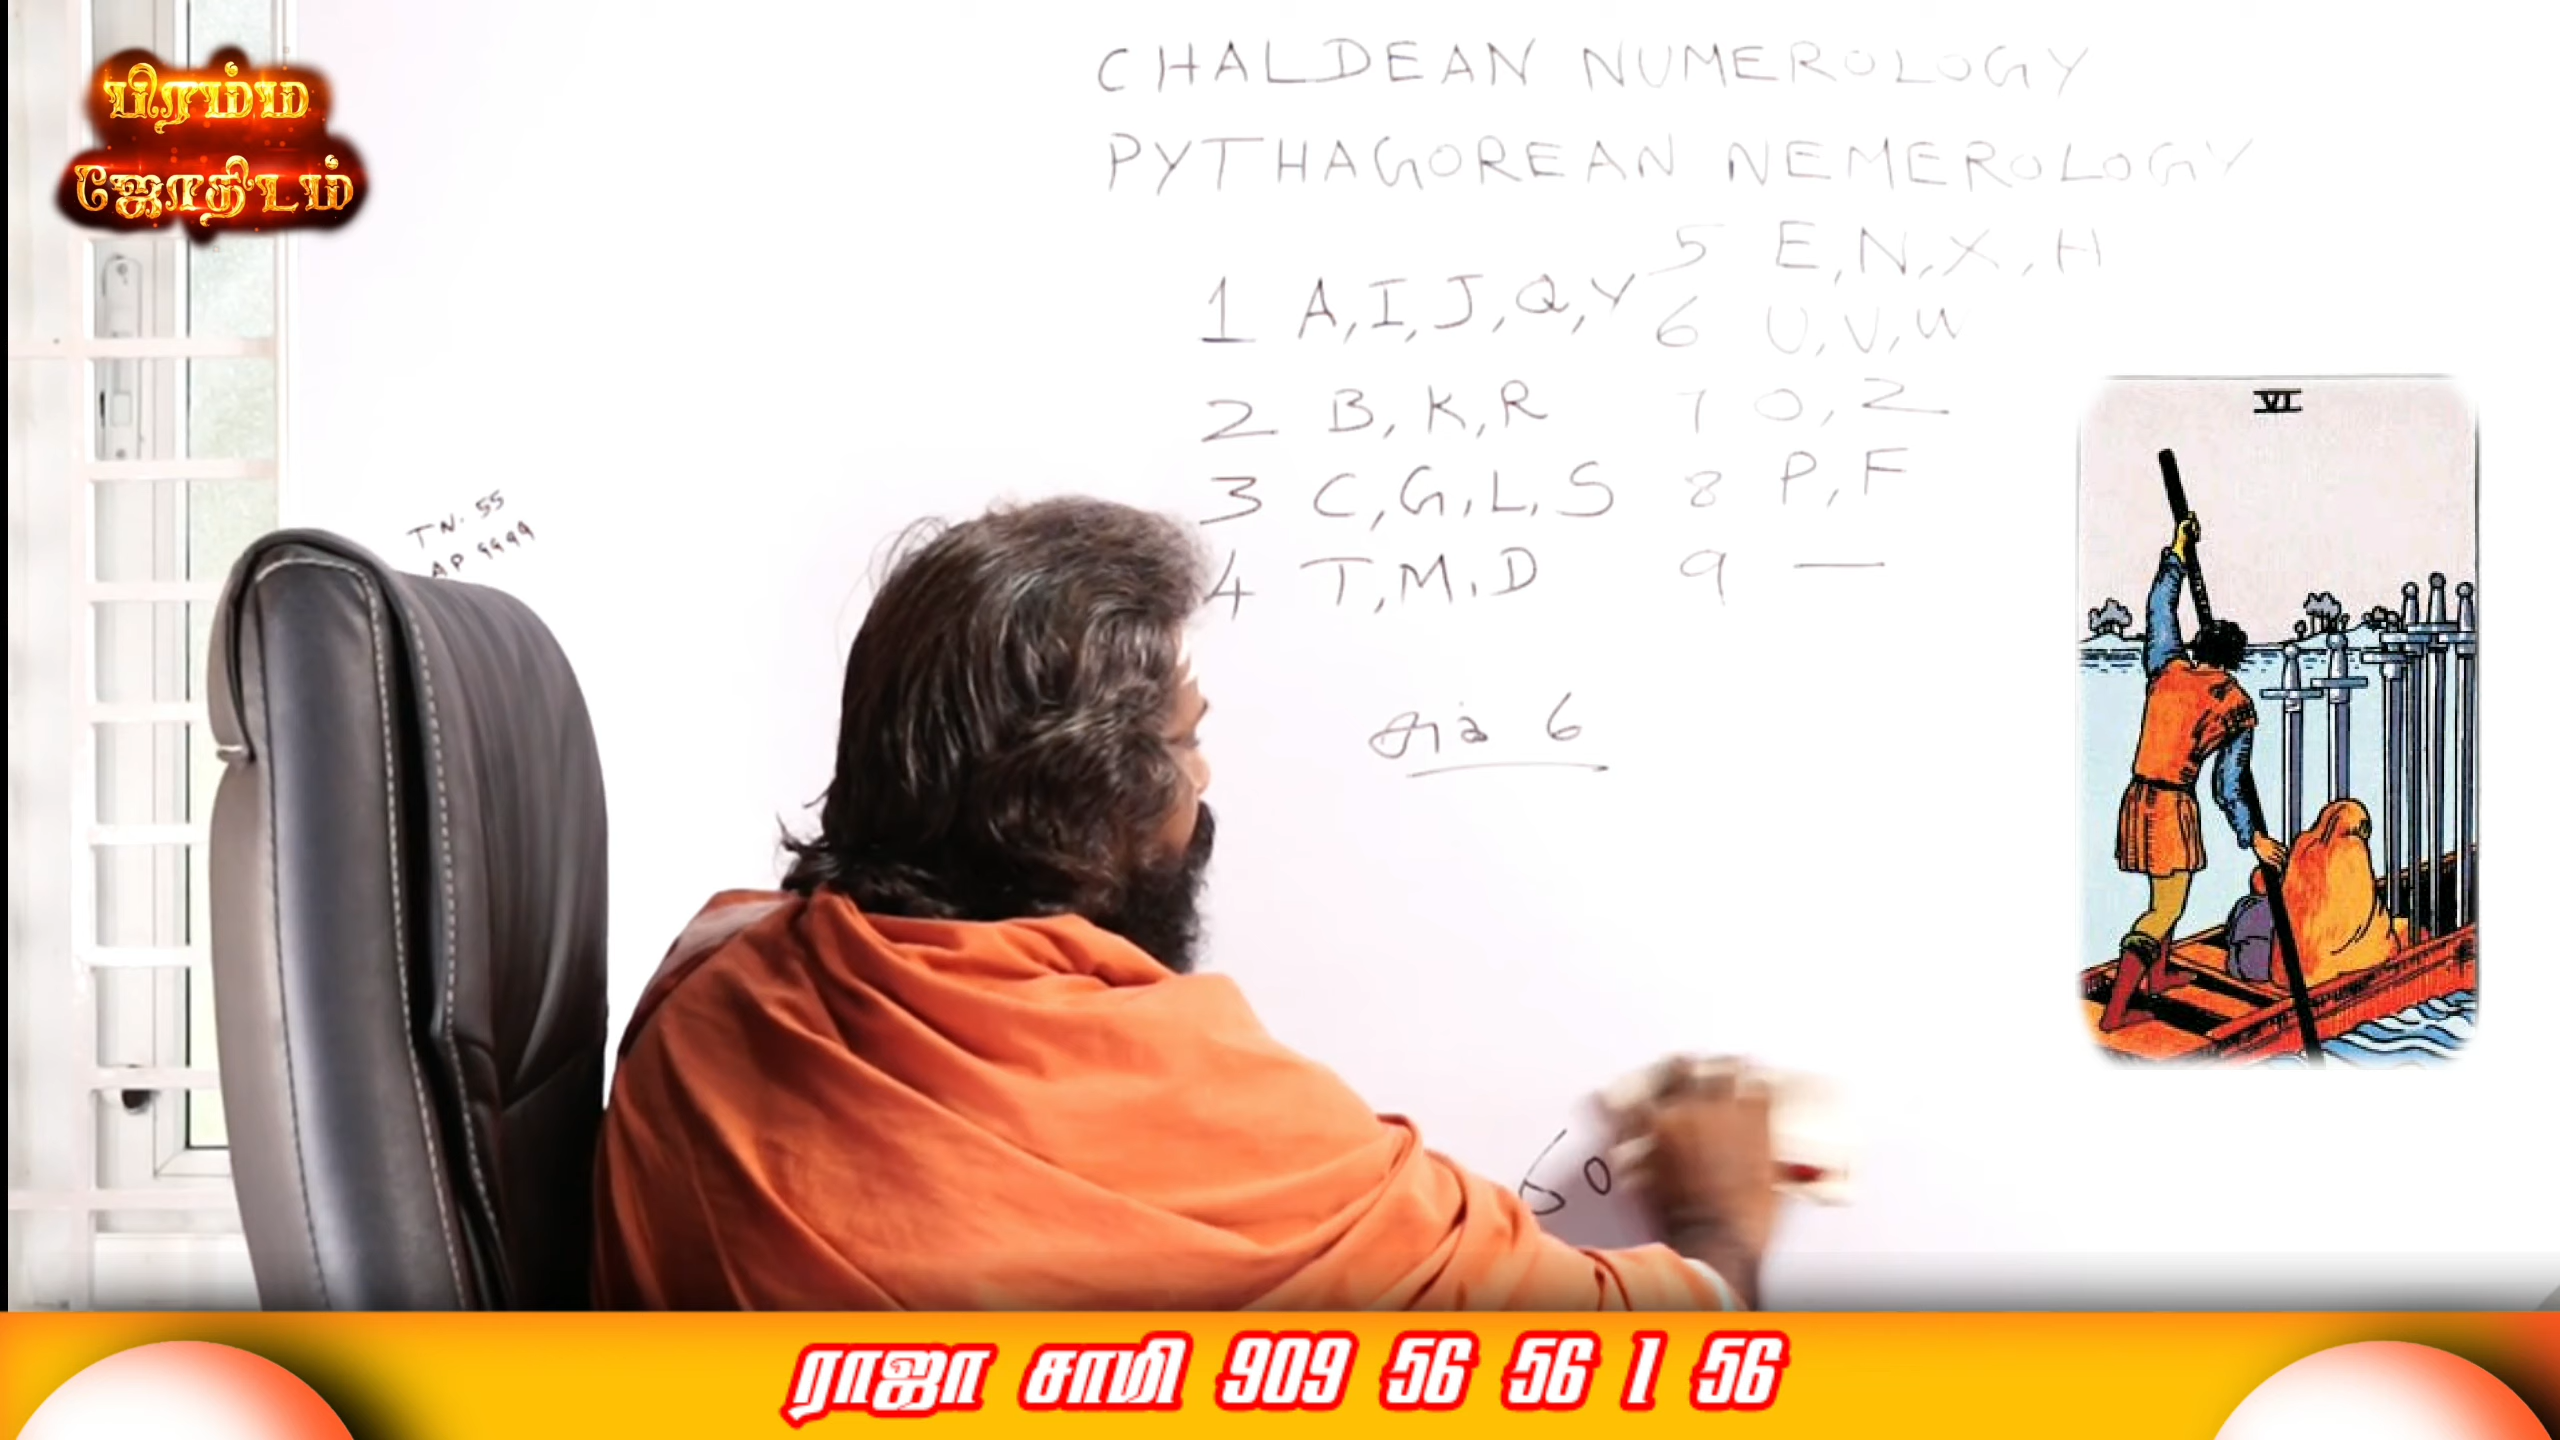 பிரம்ம
ஜோதிடம்
CHALDEAN NUMEROLOGY
PYTHAGOREAN NEMEROLOGY
1 A, I, J, Q, Y
2 B, K, R
3 C, G, L, S
4 T, M, D
5 E, N, X, H
6 U, V, W
7 O, Z
8 P, F
9 —
6
TN. 55
AP 9999
VI
60
ராஜா சாமி 909 56 56 1 56